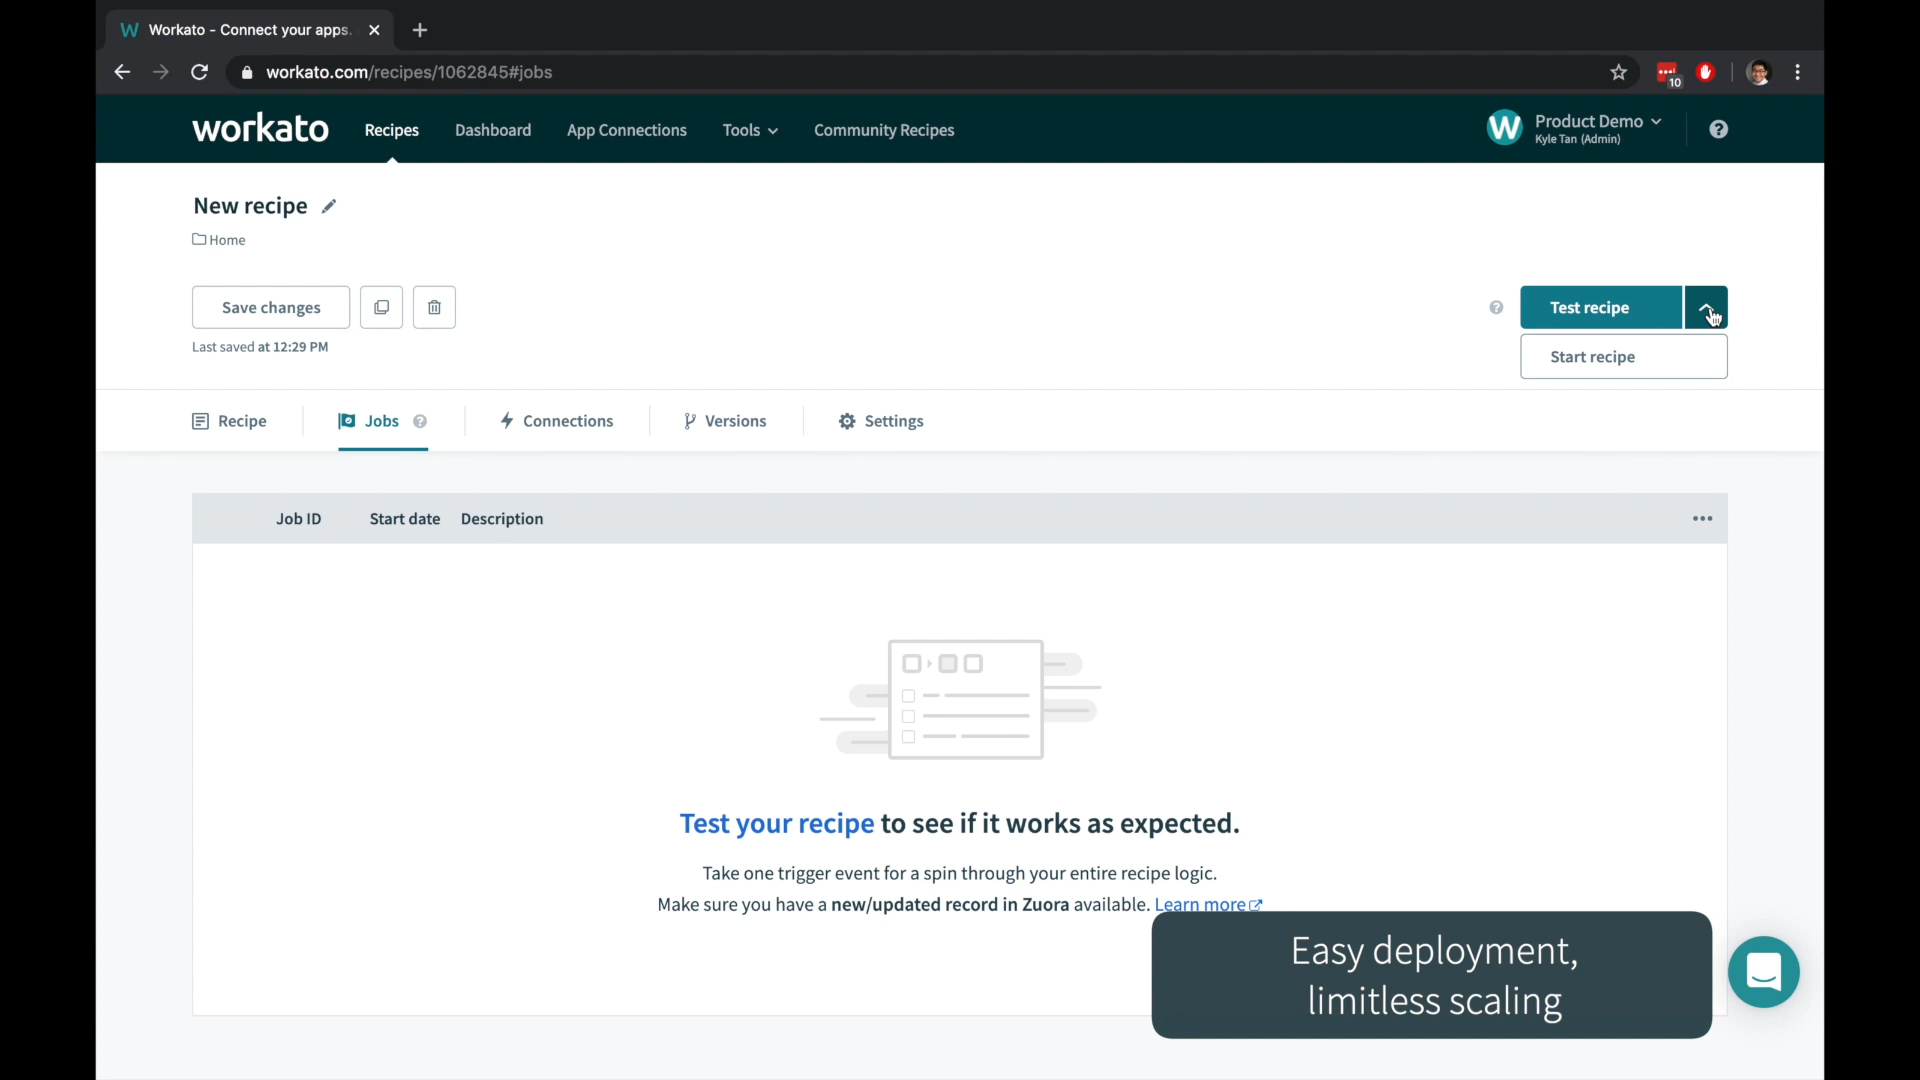 Workato - Connect your apps.
workato.com/recipes/1062845#jobs
10
workato
Recipes
Dashboard
App Connections
Tools
Community Recipes
W
Product Demo
Kyle Tan (Admin)
New recipe
Home
Save changes
Test recipe
Last saved at 12:29 PM
Start recipe
Recipe
Jobs
Connections
Versions
Settings
Job ID
Start date
Description
Test your recipe to see if it works as expected.
Take one trigger event for a spin through your entire recipe logic.
Make sure you have a new/updated record in Zuora available. Learn more
Easy deployment,
limitless scaling